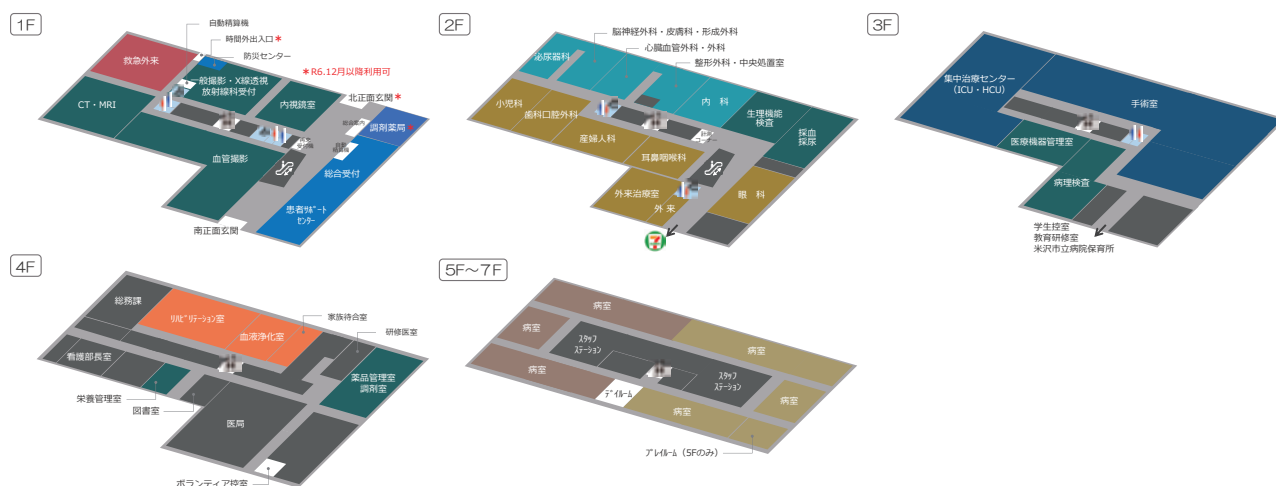 1F
自動精算機
時間外出入口＊
防災センター
＊R6.12月以降利用可
救急外来
一般撮影・X線透視
放射線科受付
CT・MRI
内視鏡室
北正面玄関＊
総合案内
調剤薬局＊
血管撮影
総合受付
患者ｻﾎﾟｰﾄ
ｾﾝﾀｰ
南正面玄関
2F
脳神経外科・皮膚科・形成外科
心臓血管外科・外科
整形外科・中央処置室
泌尿器科
小児科
歯科口腔外科
内 科
生理機能
検査
採血
採尿
産婦人科
耳鼻咽喉科
外来治療室
外 来
眼 科
3F
集中治療センター
（ICU・HCU）
手術室
医療機器管理室
病理検査
学生控室
教育研修室
米沢市立病院保育所
4F
総務課
ﾘﾊﾋﾞﾘﾃｰｼｮﾝ室
血液浄化室
家族待合室
研修医室
看護部長室
薬品管理室
調剤室
栄養管理室
図書室
医局
ボランティア控室
5F〜7F
病室
病室
病室
病室
病室
病室
ｽﾀｯﾌ
ｽﾃｰｼｮﾝ
ｽﾀｯﾌ
ｽﾃｰｼｮﾝ
ﾃﾞｲﾙｰﾑ
ﾌﾟﾚｲﾙｰﾑ（5Fのみ）